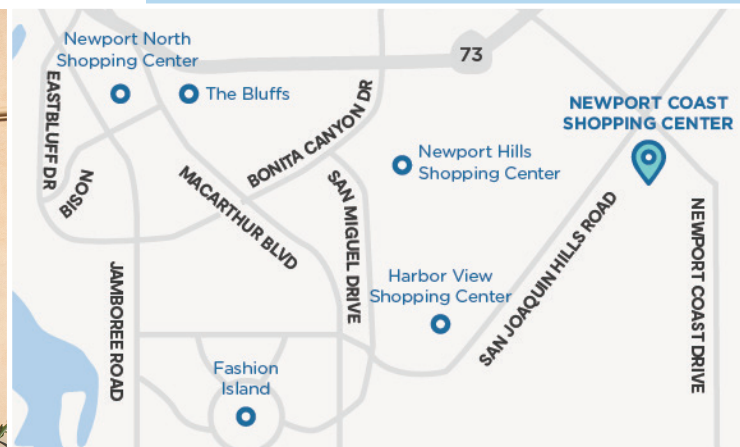 Newport North
Shopping Center
The Bluffs
73
NEWPORT COAST
SHOPPING CENTER
EASTBLUFF DR
BISON
MACARTHUR BLVD
BONITA CANYON DR
Newport Hills
Shopping Center
SAN MIGUEL DRIVE
SAN JOAQUIN HILLS ROAD
NEWPORT COAST DRIVE
JAMBOREE ROAD
Harbor View
Shopping Center
Fashion
Island